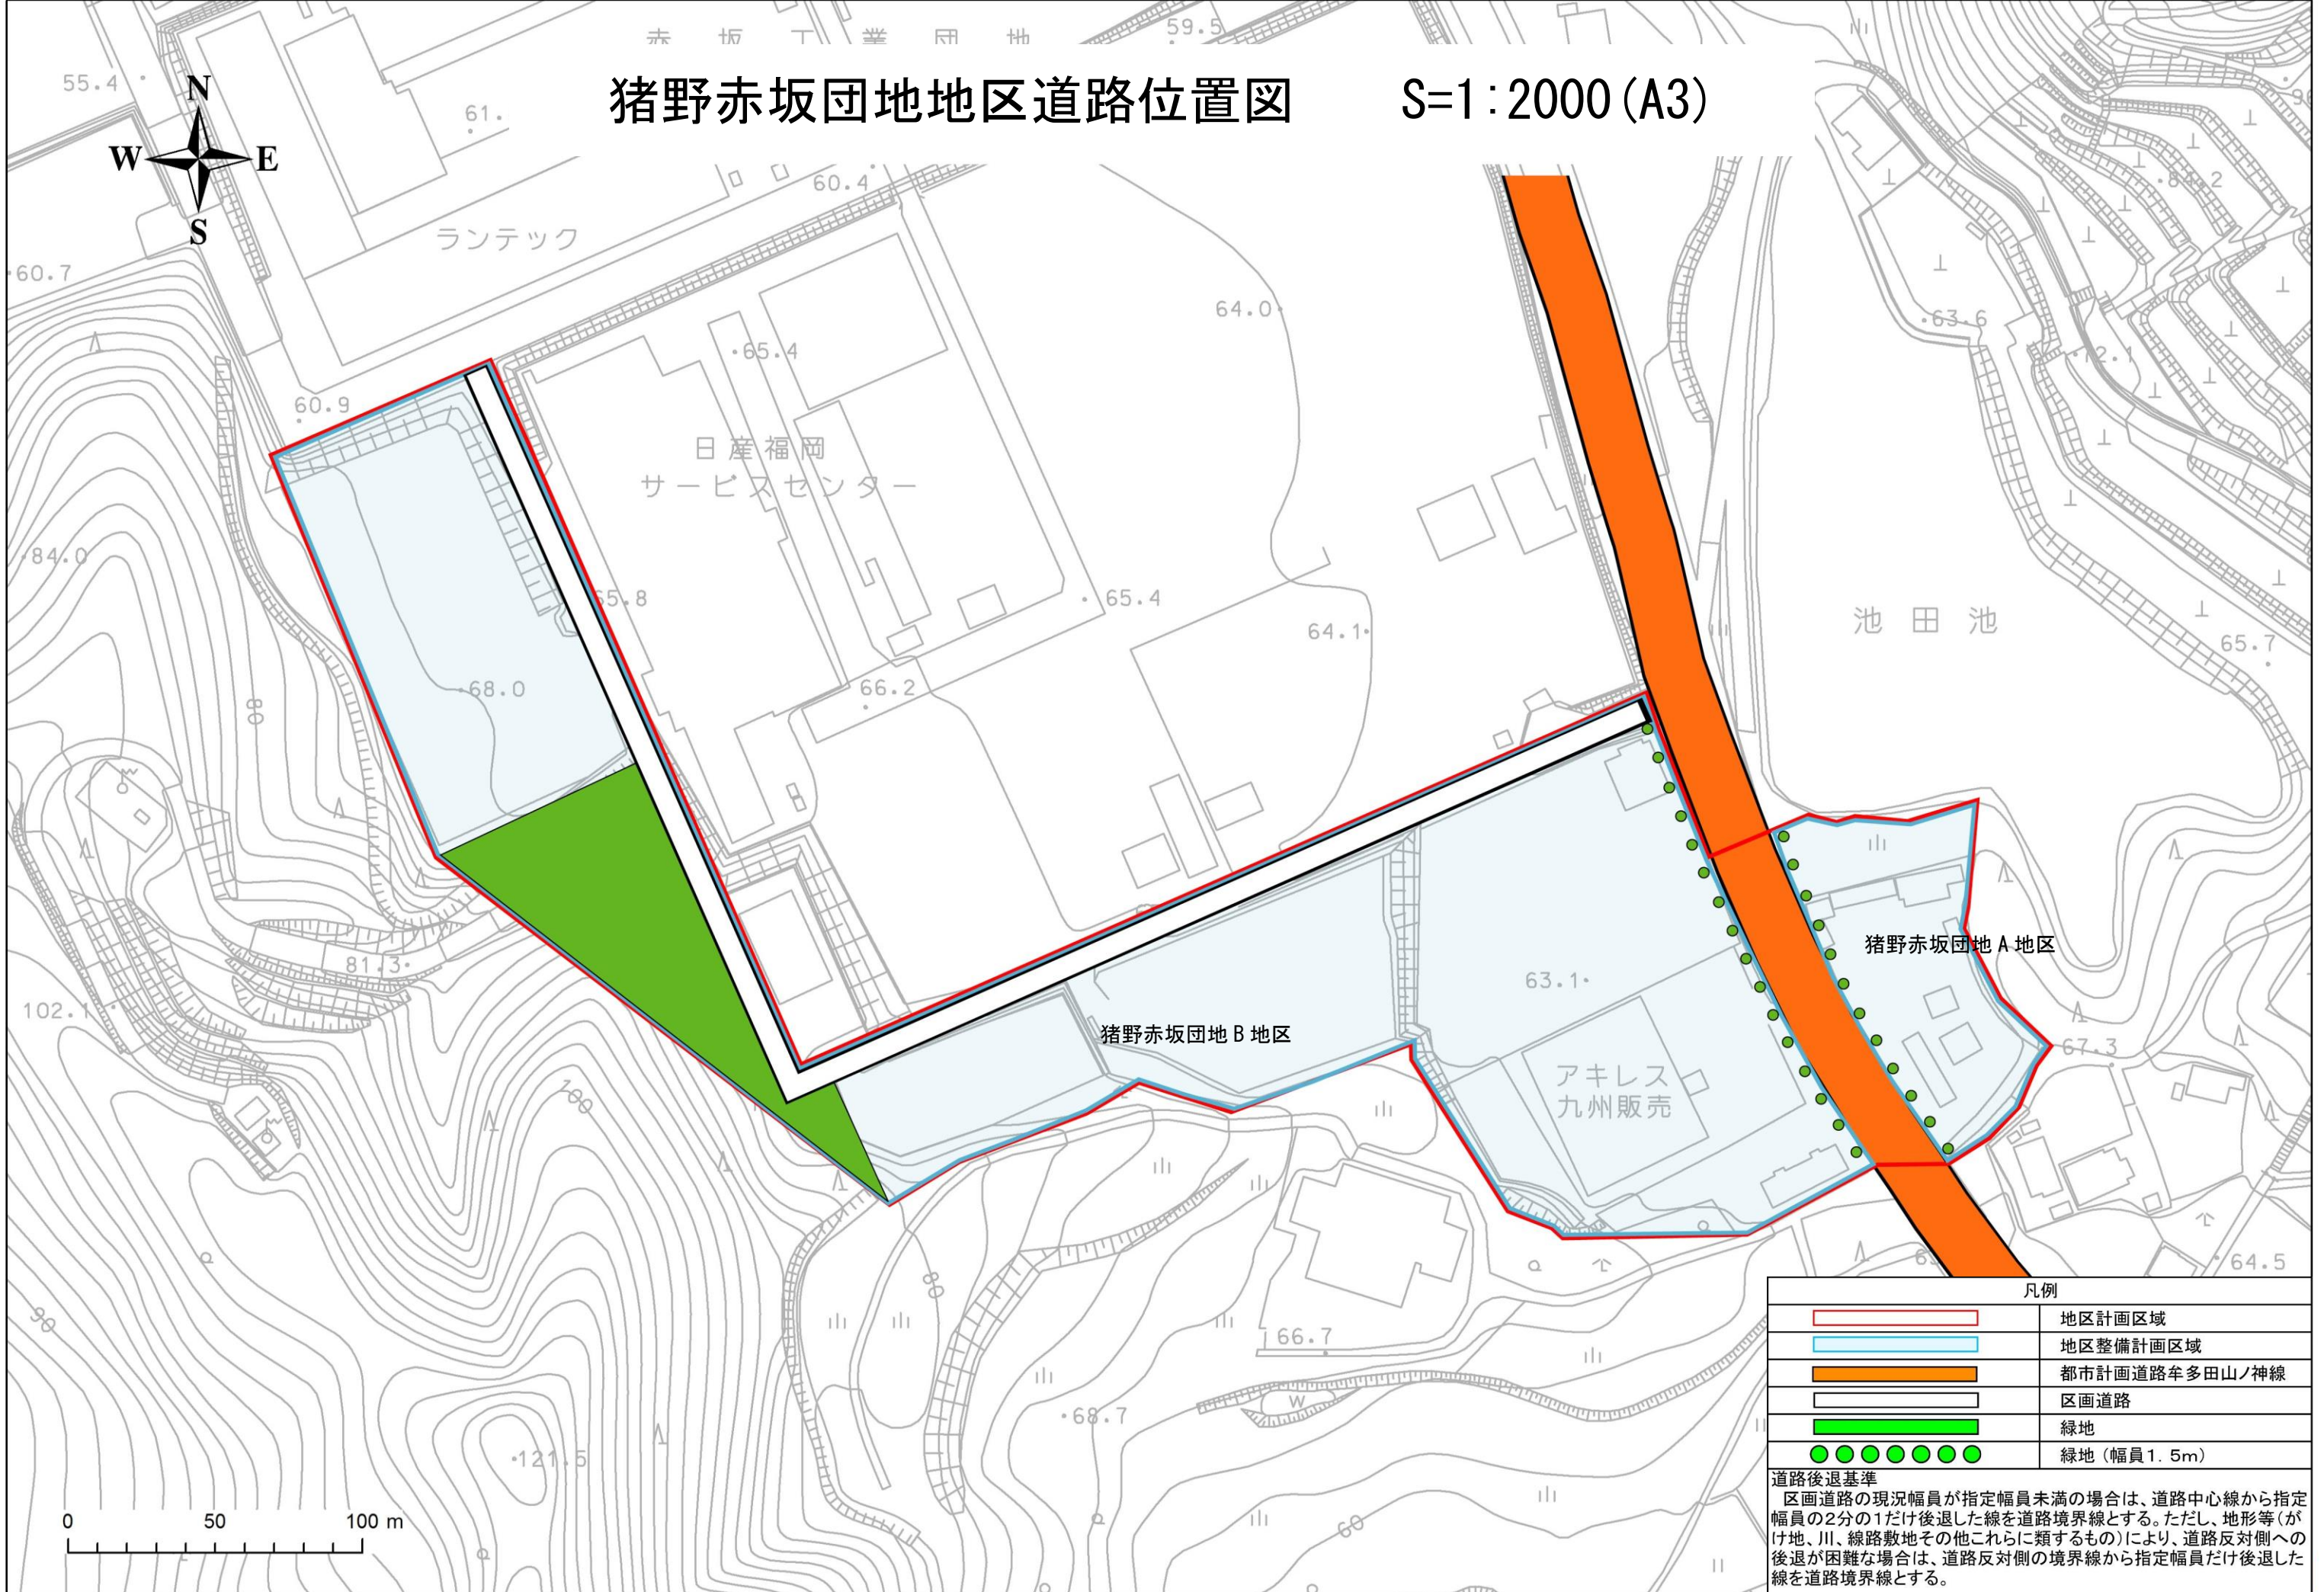 赤坂工業団地
59.5
55.4
N
W
E
S
61.
猪野赤坂団地地区道路位置図 S=1:2000(A3)
60.4
84.2
ランテック
60.7
64.0
63.6
65.4
72.1
60.9
日産福岡
サービスセンター
84.0
65.8
65.4
64.1
池田池
65.7
68.0
66.2
80
猪野赤坂団地A地区
81.3
63.1
102.1
猪野赤坂団地B地区
67.3
アキレス
九州販売
100
80
64.5
90
66.7
W
68.7
121.5
60
0 50 100 m
凡例
地区計画区域
地区整備計画区域
都市計画道路牟多田山ノ神線
区画道路
緑地
緑地（幅員1.5m）
道路後退基準
区画道路の現況幅員が指定幅員未満の場合は、道路中心線から指定
幅員の2分の1だけ後退した線を道路境界線とする。ただし、地形等（が
け地、川、線路敷地その他これらに類するもの）により、道路反対側への
後退が困難な場合は、道路反対側の境界線から指定幅員だけ後退した
線を道路境界線とする。